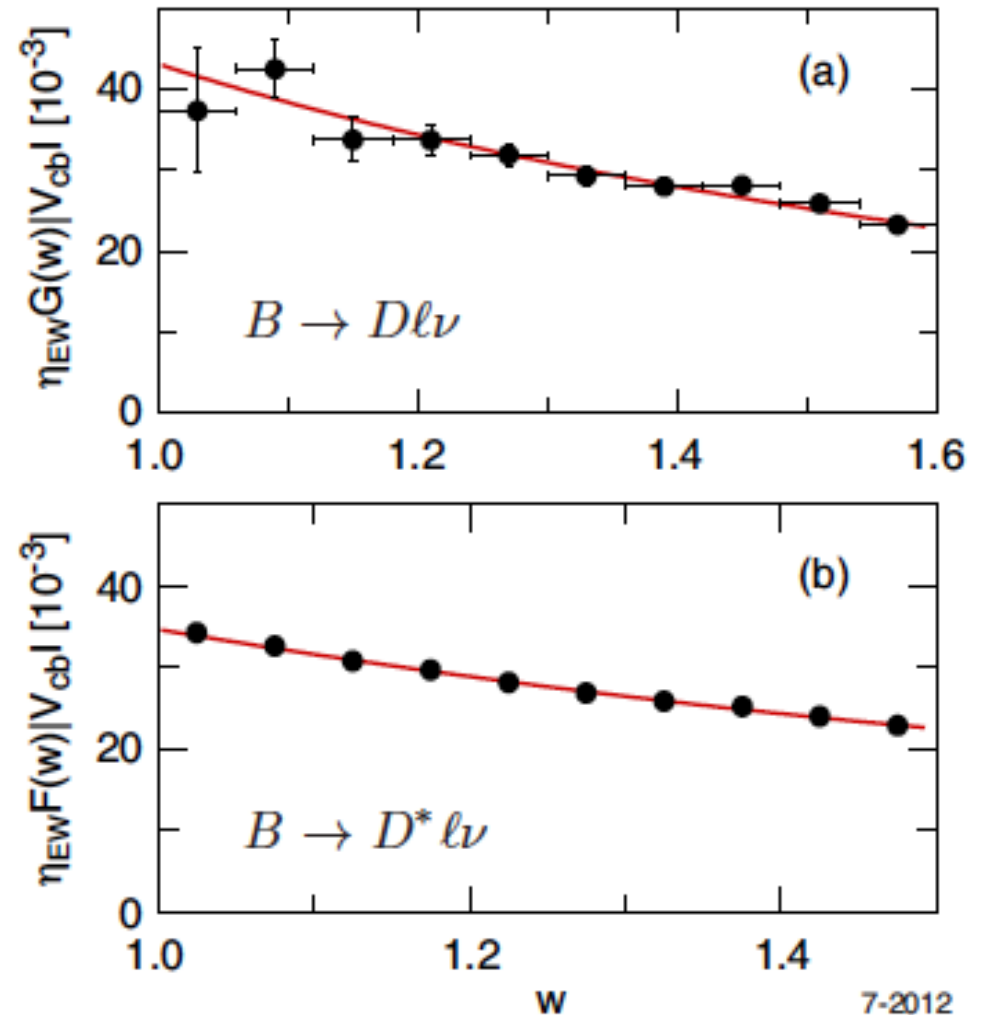 η_EW G(w)|V_cb| [10^-3]
(a)
40
20
0
B → Dℓν
1.0 1.2 1.4 1.6
η_EW F(w)|V_cb| [10^-3]
(b)
40
20
0
B → D* ℓν
1.0 1.2 1.4
w
7-2012